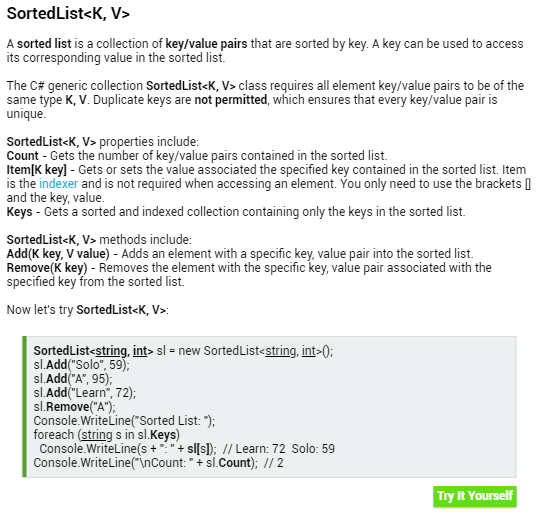 SortedList<K, V>
A sorted list is a collection of key/value pairs that are sorted by key. A key can be used to access
its corresponding value in the sorted list.
The C# generic collection SortedList<K, V> class requires all element key/value pairs to be of the
same type K, V. Duplicate keys are not permitted, which ensures that every key/value pair is
unique.
SortedList<K, V> properties include:
Count - Gets the number of key/value pairs contained in the sorted list.
Item[K key] - Gets or sets the value associated the specified key contained in the sorted list. Item
is the indexer and is not required when accessing an element. You only need to use the brackets []
and the key, value.
Keys - Gets a sorted and indexed collection containing only the keys in the sorted list.
SortedList<K, V> methods include:
Add(K key, V value) - Adds an element with a specific key, value pair into the sorted list.
Remove(K key) - Removes the element with the specific key, value pair associated with the
specified key from the sorted list.
Now let's try SortedList<K, V>:
SortedList<string, int> sl = new SortedList<string, int>();
sl.Add("Solo", 59);
sl.Add("A", 95);
sl.Add("Learn", 72);
sl.Remove("A");
Console.WriteLine("Sorted List: ");
foreach (string s in sl.Keys)
Console.WriteLine(s + ": " + sl[s]); // Learn: 72 Solo: 59
Console.WriteLine("\nCount: " + sl.Count); // 2
Try It Yourself